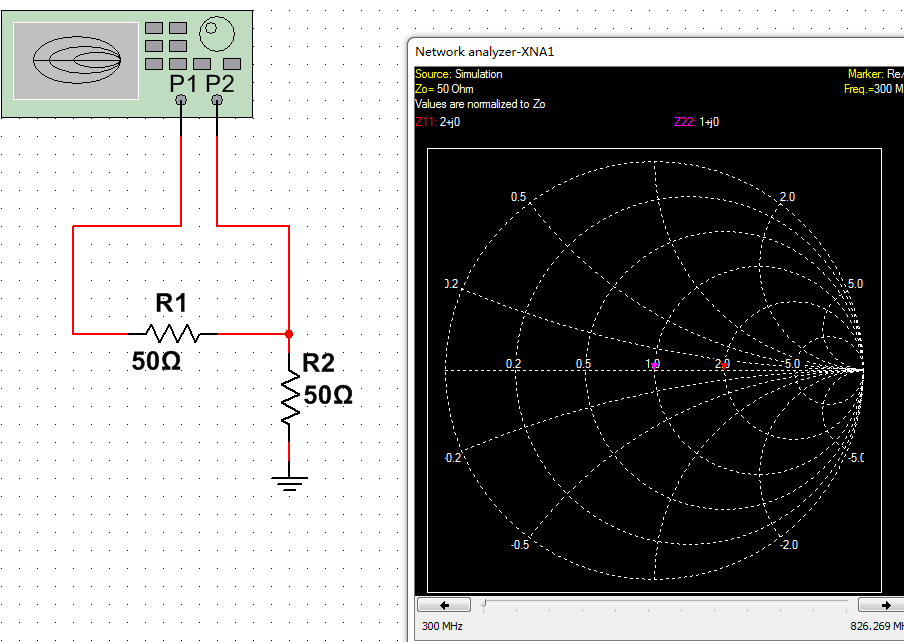 P1 P2
R1
50Ω
R2
50Ω
Network analyzer-XNA1
Source: Simulation
Marker: Re/
Zo= 50 Ohm
Freq.=300 M
Values are normalized to Zo
Z11: 2+j0
Z22: 1+j0
0.5
2.0
0.2
5.0
0.2
0.5
1.0
2.0
5.0
-0.2
-5.0
-0.5
-2.0
300 MHz
826.269 MH